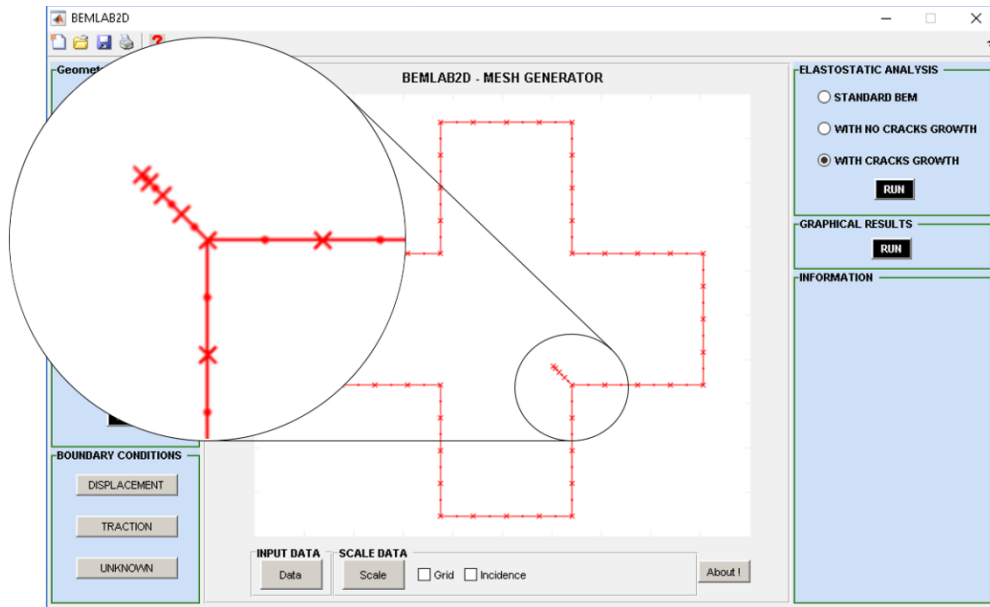 BEMLAB2D
?
Geomet
BEMLAB2D - MESH GENERATOR
ELASTOSTATIC ANALYSIS
STANDARD BEM
WITH NO CRACKS GROWTH
WITH CRACKS GROWTH
RUN
GRAPHICAL RESULTS
RUN
INFORMATION
BOUNDARY CONDITIONS
DISPLACEMENT
TRACTION
UNKNOWN
INPUT DATA
Data
SCALE DATA
Scale
Grid
Incidence
About !